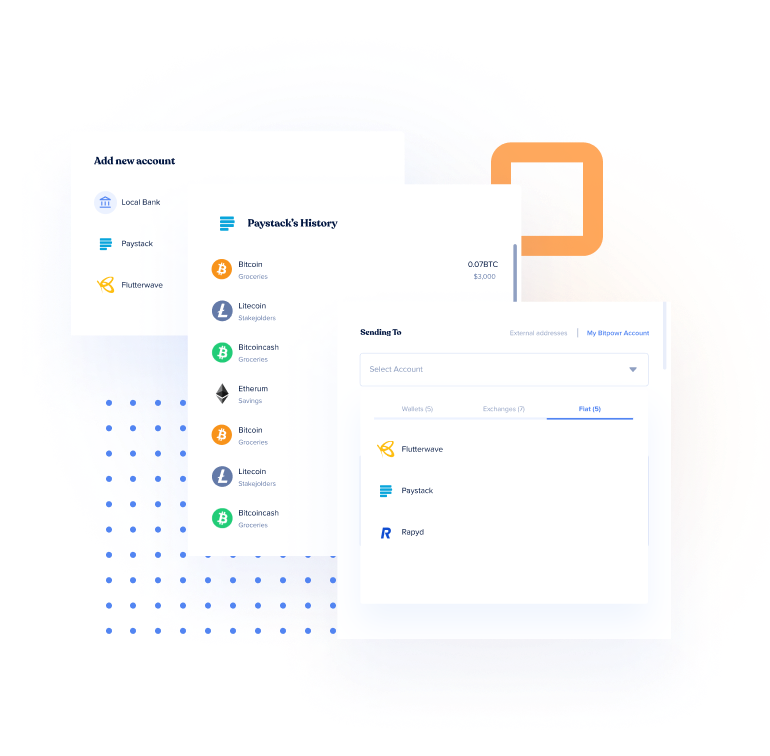 Add new account
Local Bank
Paystack
Flutterwave
Paystack's History
Bitcoin
Groceries
0.07BTC
$3,000
Litecoin
Stakejolders
Bitcoincash
Groceries
Etherum
Savings
Bitcoin
Groceries
Litecoin
Stakejolders
Bitcoincash
Groceries
Sending To
External addresses
My Bitpowr Account
Select Account
Wallets (5)
Exchanges (7)
Fiat (5)
Flutterwave
Paystack
Rapyd